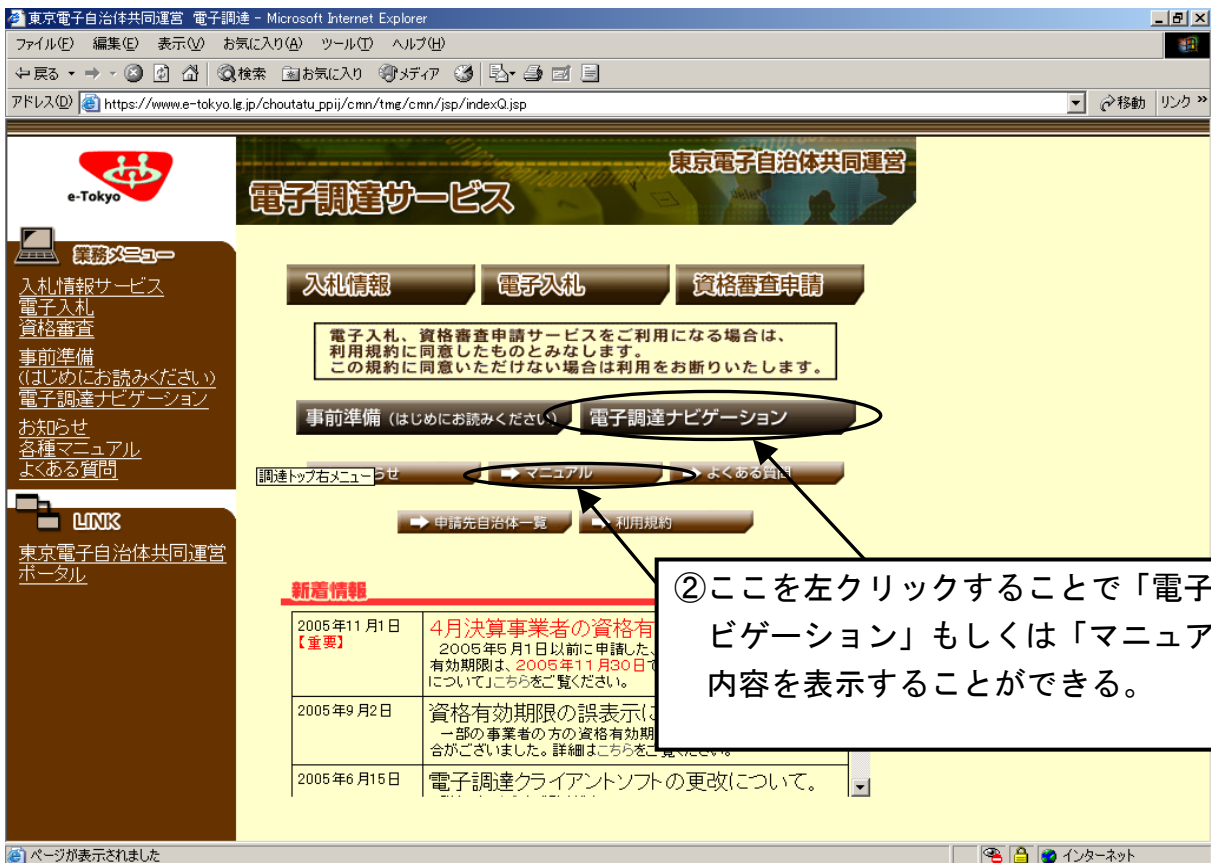 東京電子自治体共同運営 電子調達 - Microsoft Internet Explorer
ファイル(F) 編集(E) 表示(V) お気に入り(A) ツール(T) ヘルプ(H)
戻る 検索 お気に入り メディア
アドレス(D) https://www.e-tokyo.lg.jp/choutatu_ppij/cmn/tmg/cmn/jsp/indexQ.jsp 移動 リンク »
e-Tokyo
東京電子自治体共同運営
電子調達サービス
業務メニュー
入札情報サービス
電子入札
資格審査
事前準備
(はじめにお読みください)
電子調達ナビゲーション
お知らせ
各種マニュアル
よくある質問
LINK
東京電子自治体共同運営
ポータル
入札情報 電子入札 資格審査申請
電子入札、資格審査申請サービスをご利用になる場合は、
利用規約に同意したものとみなします。
この規約に同意いただけない場合は利用をお断りいたします。
事前準備 (はじめにお読みください) 電子調達ナビゲーション
調達トップ右メニュー らせ マニュアル よくある質問
申請先自治体一覧 利用規約
新着情報
2005年11月1日
【重要】
4月決算事業者の資格有
2005年5月1日以前に申請した、
有効期限は、2005年11月30日で
について」こちらをご覧ください。
2005年9月2日
資格有効期限の誤表示に
一部の事業者の方の資格有効期
合がございました。詳細はこちらをご覧ください。
2005年6月15日
電子調達クライアントソフトの更改について。
②ここを左クリックすることで「電子
ビゲーション」もしくは「マニュア
内容を表示することができる。
ページが表示されました インターネット